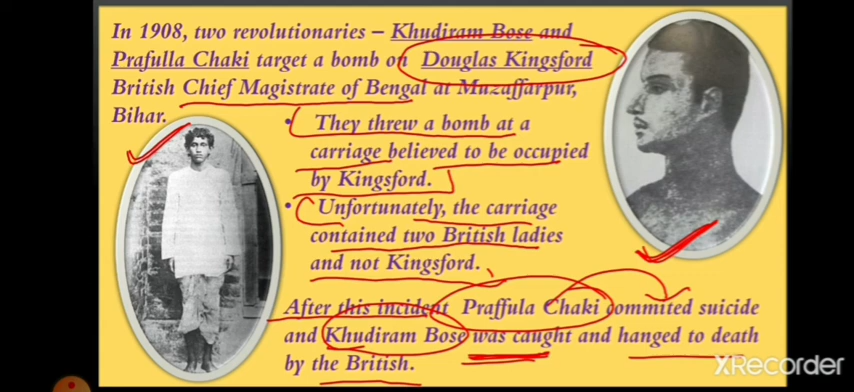 In 1908, two revolutionaries – Khudiram Bose and
Prafulla Chaki target a bomb on Douglas Kingsford
British Chief Magistrate of Bengal at Muzaffarpur,
Bihar.
• They threw a bomb at a
carriage believed to be occupied
by Kingsford.
• Unfortunately, the carriage
contained two British ladies
and not Kingsford.
After this incident Praffula Chaki commited suicide
and Khudiram Bose was caught and hanged to death
by the British.
XRecorder